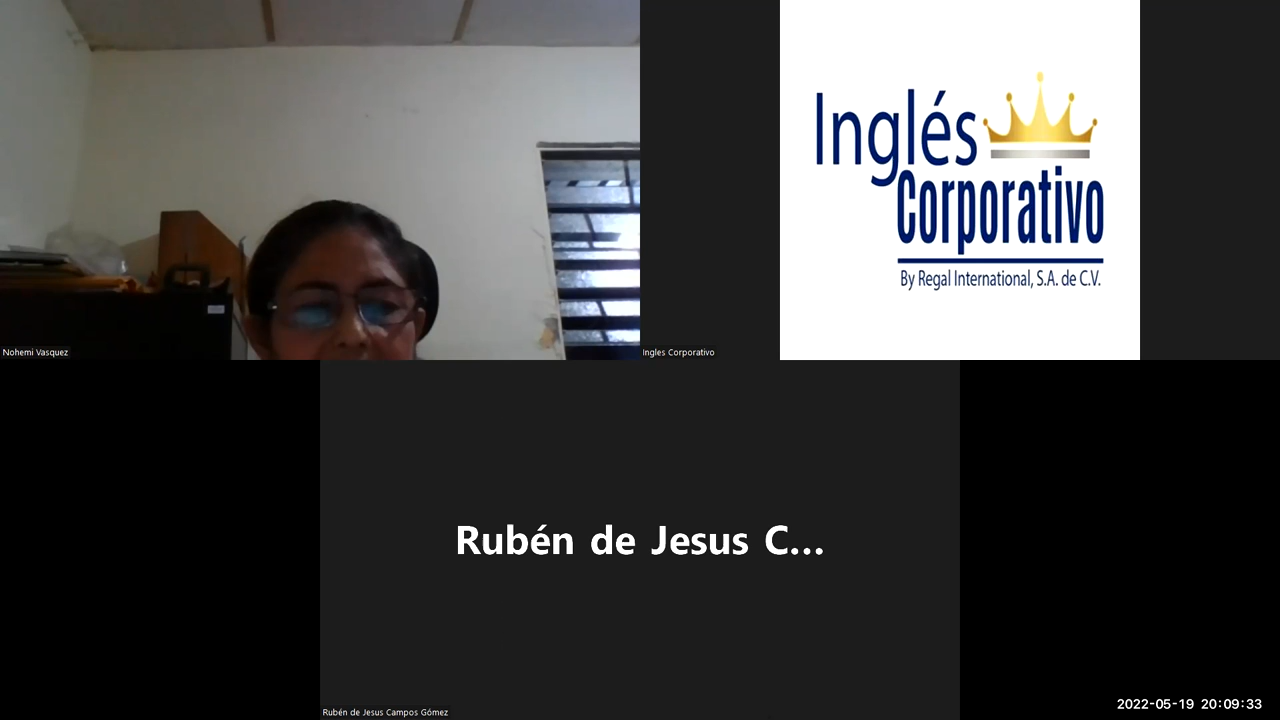 Inglés
Corporativo
By Regal International, S.A. de C.V.
Nohemi Vasquez
Ingles Corporativo
Rubén de Jesus C...
Rubén de Jesus Campos Gómez
2022-05-19 20:09:33